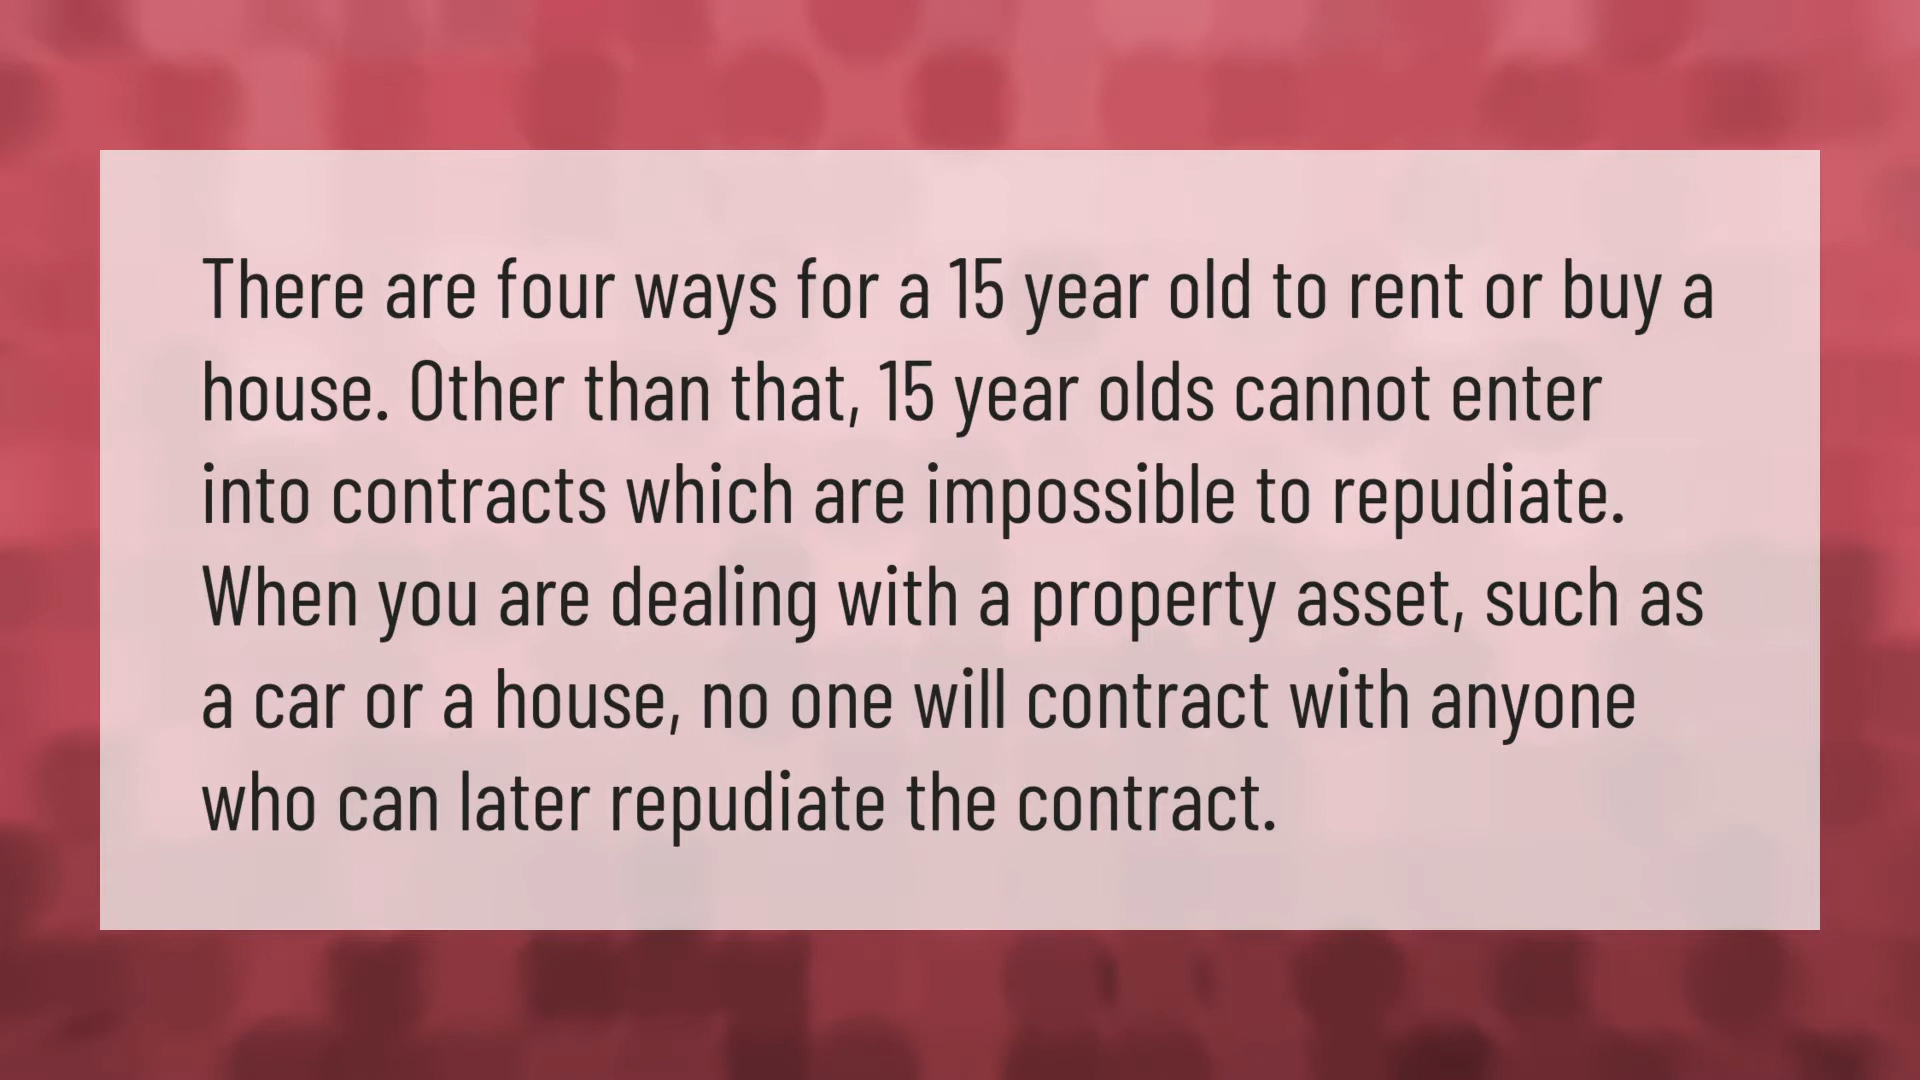 There are four ways for a 15 year old to rent or buy a
house. Other than that, 15 year olds cannot enter
into contracts which are impossible to repudiate.
When you are dealing with a property asset, such as
a car or a house, no one will contract with anyone
who can later repudiate the contract.